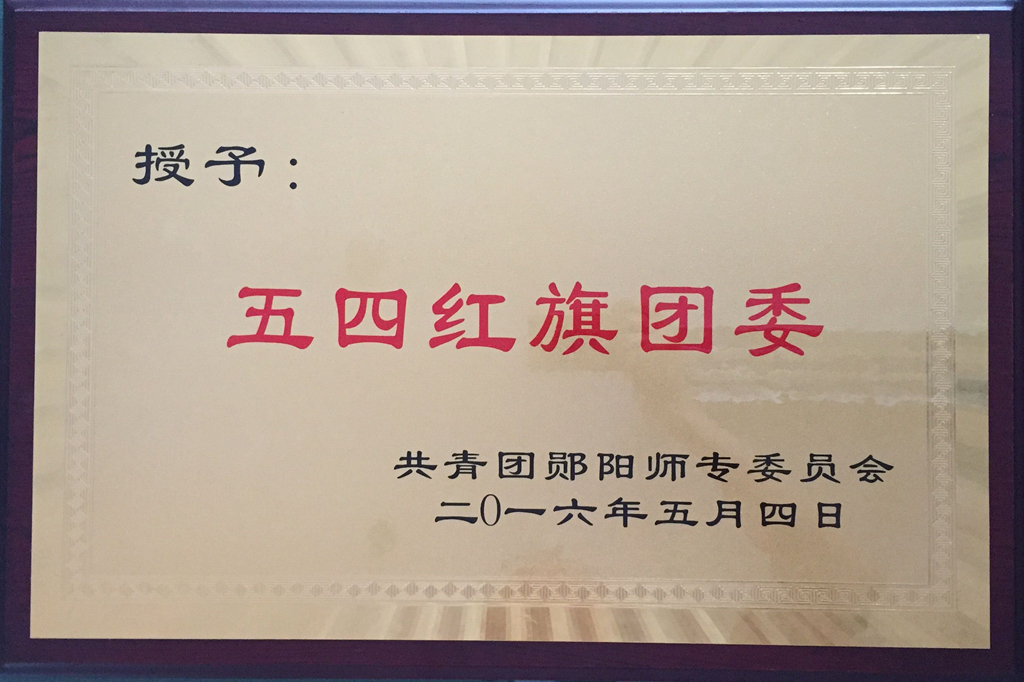 授予：
五四红旗团委
共青团郧阳师专委员会
二0一六年五月四日